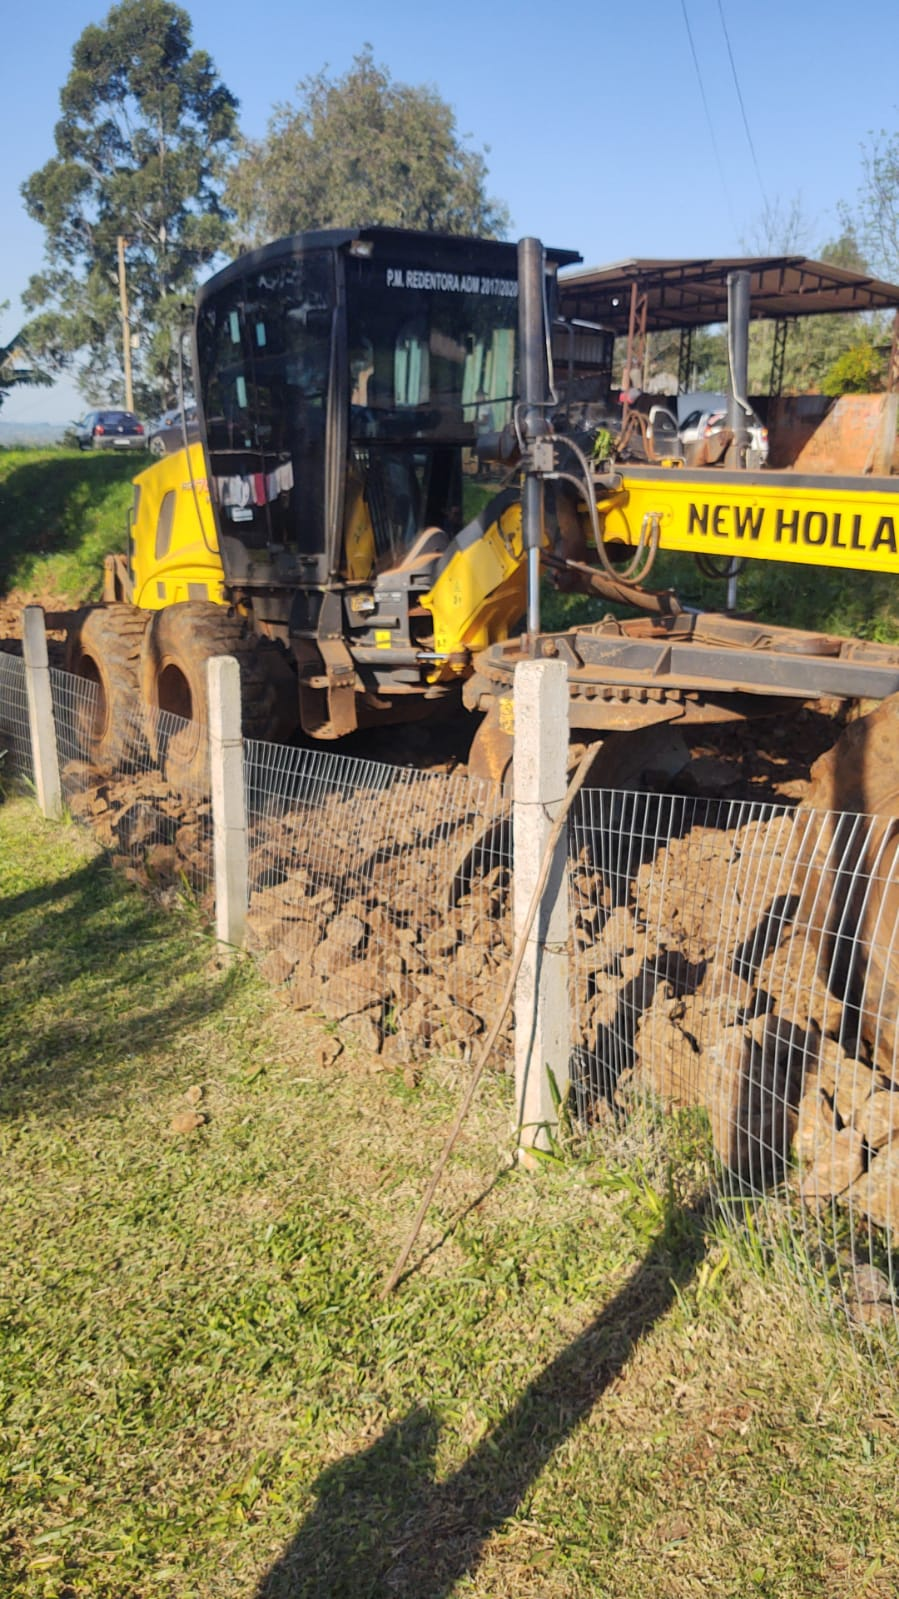 P.M. REDENTORA ADM 2017/2020
NEW HOLLA